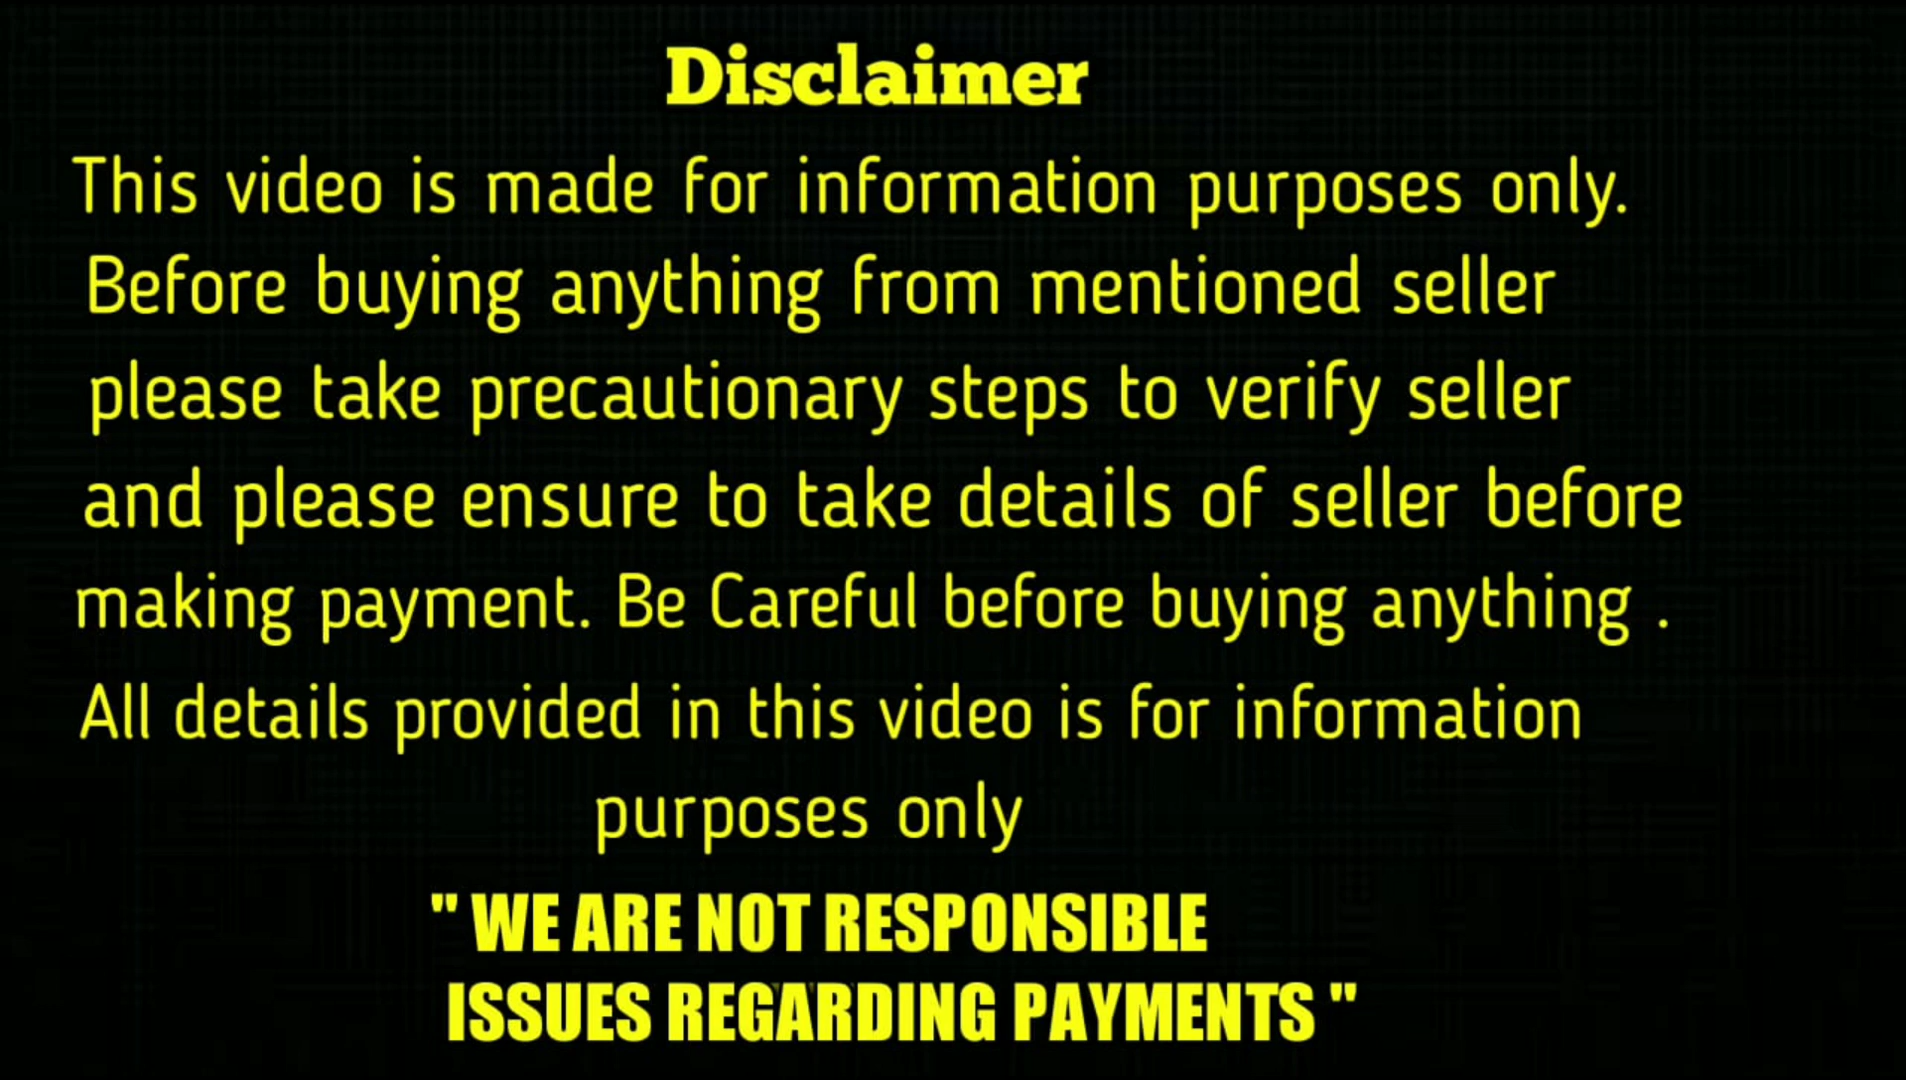 Disclaimer
This video is made for information purposes only.
Before buying anything from mentioned seller
please take precautionary steps to verify seller
and please ensure to take details of seller before
making payment. Be Careful before buying anything .
All details provided in this video is for information
purposes only
" WE ARE NOT RESPONSIBLE
ISSUES REGARDING PAYMENTS "